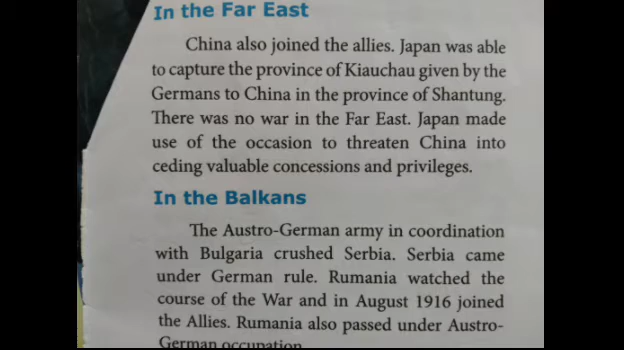 In the Far East
China also joined the allies. Japan was able
to capture the province of Kiauchau given by the
Germans to China in the province of Shantung.
There was no war in the Far East. Japan made
use of the occasion to threaten China into
ceding valuable concessions and privileges.
In the Balkans
The Austro-German army in coordination
with Bulgaria crushed Serbia. Serbia came
under German rule. Rumania watched the
course of the War and in August 1916 joined
the Allies. Rumania also passed under Austro-
German occupation.